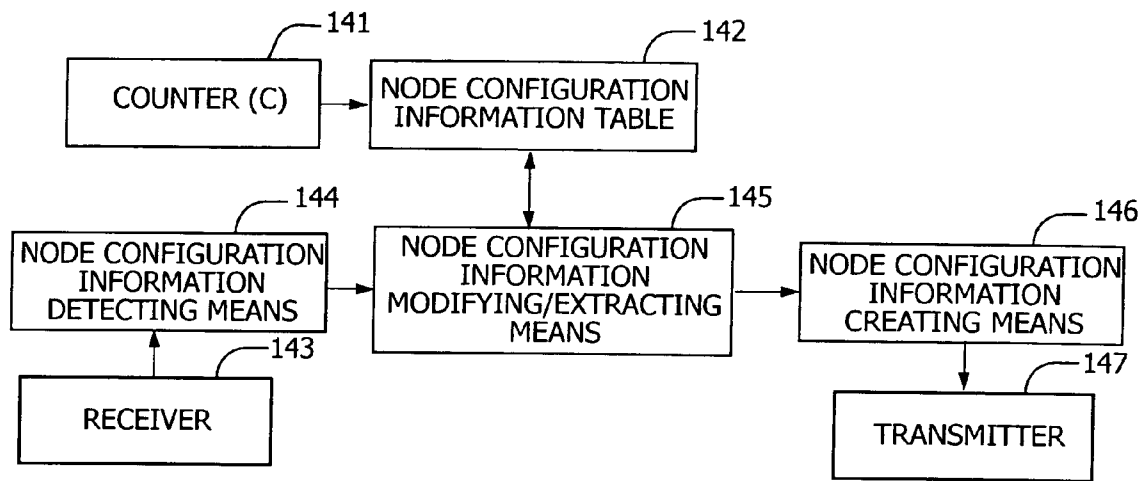 141
COUNTER (C)
142
NODE CONFIGURATION
INFORMATION TABLE
144
NODE CONFIGURATION
INFORMATION
DETECTING MEANS
145
NODE CONFIGURATION
INFORMATION
MODIFYING/EXTRACTING
MEANS
146
NODE CONFIGURATION
INFORMATION
CREATING MEANS
143
RECEIVER
147
TRANSMITTER